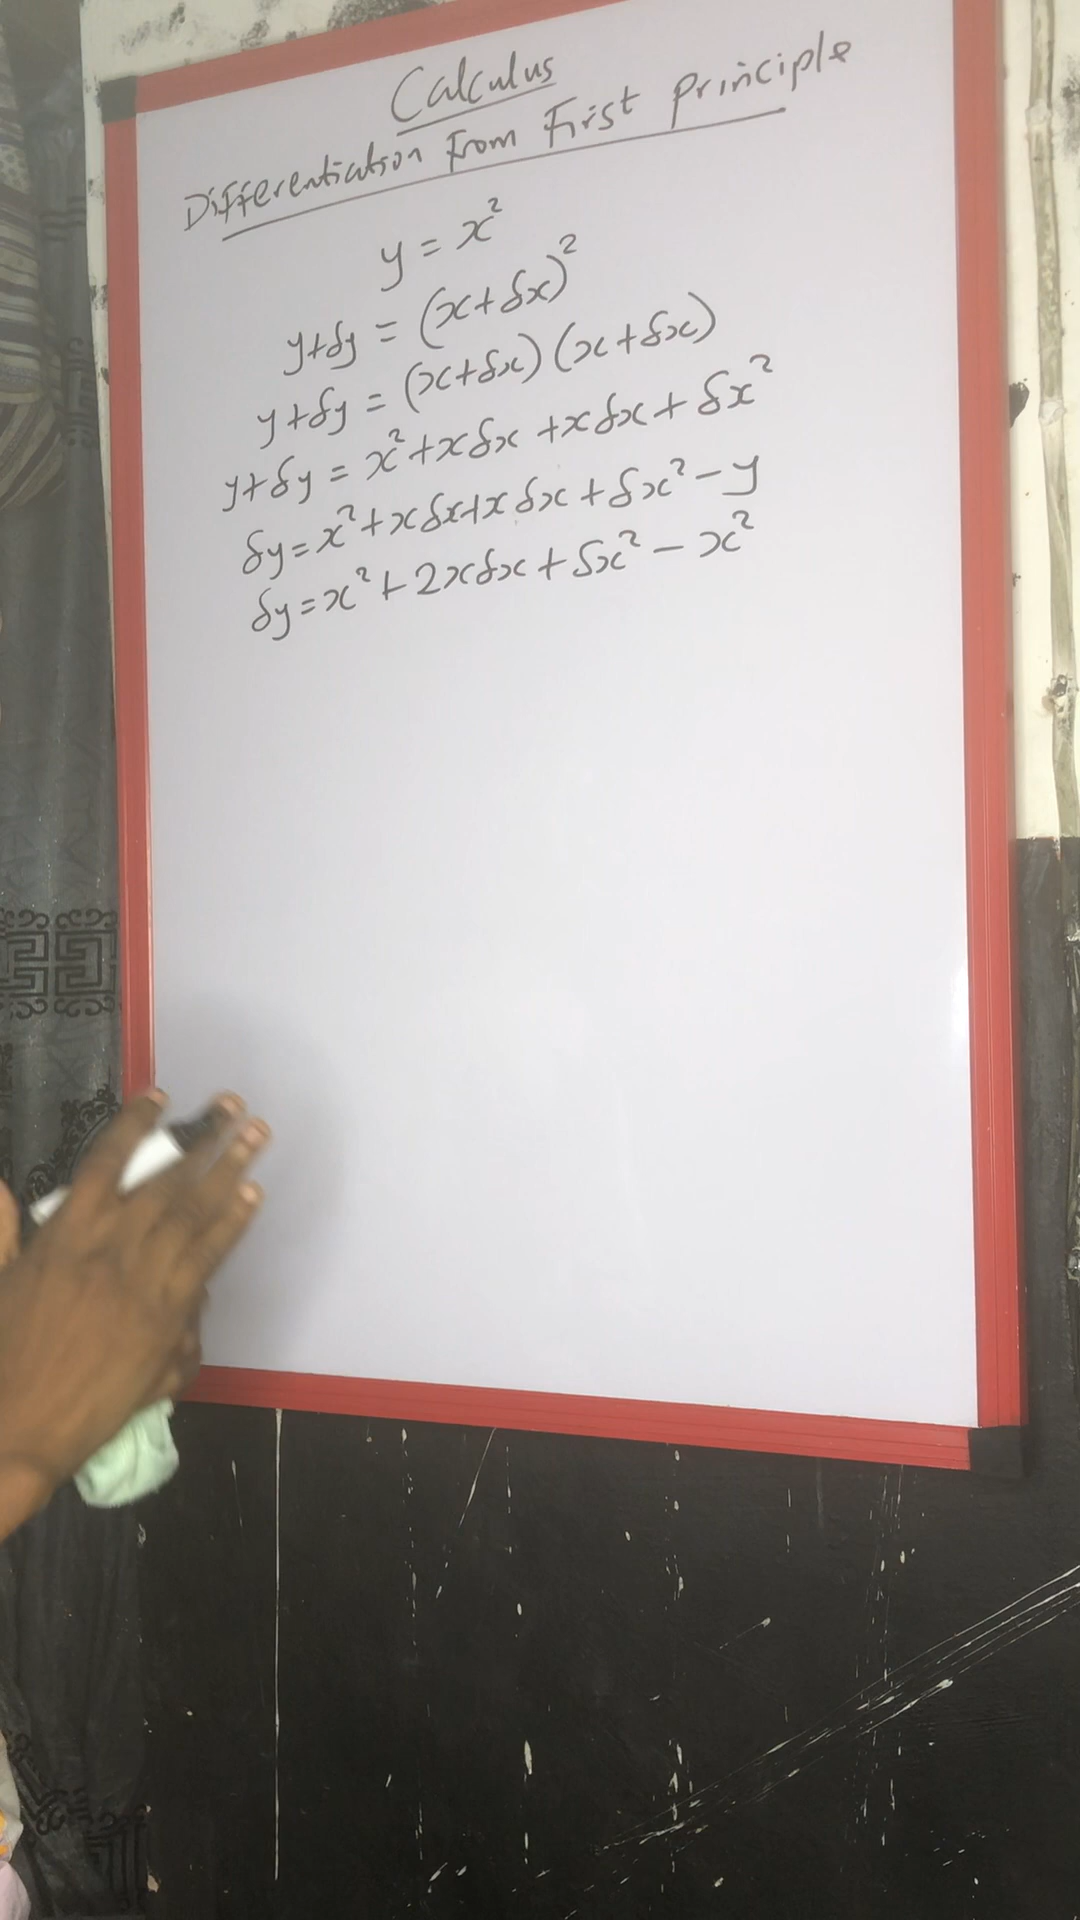 Calculus
Differentiation From First principle
y = x²
y+δy = (x+δx)²
y+δy = (x+δx)(x+δx)
y+δy = x²+xδx+xδx+δx²
δy=x²+xδx+xδx+δx²-y
δy=x²+2xδx+δx²-x²